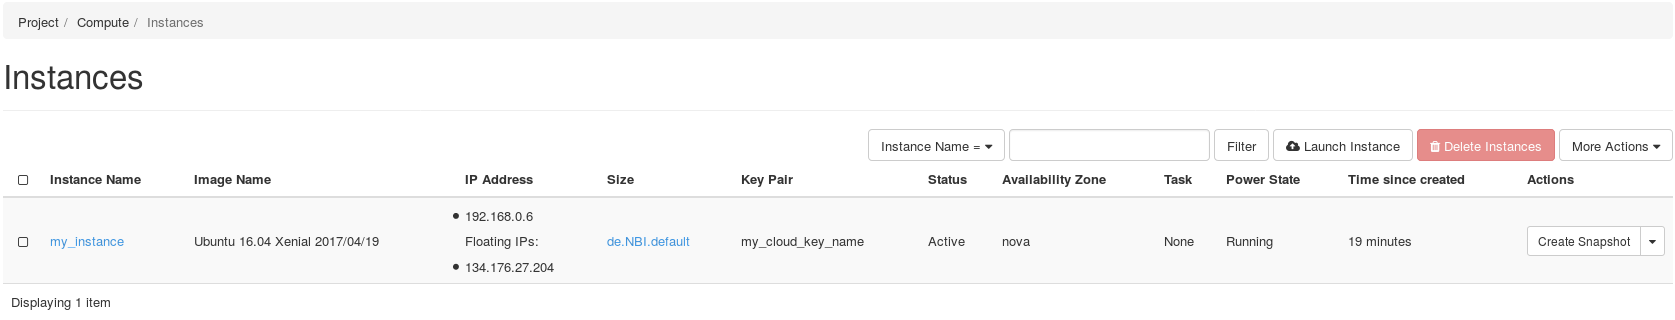 Project / Compute / Instances
Instances
Instance Name = Filter Launch Instance Delete Instances More Actions
Instance Name Image Name IP Address Size Key Pair Status Availability Zone Task Power State Time since created Actions
192.168.0.6
my_instance Ubuntu 16.04 Xenial 2017/04/19 Floating IPs: de.NBI.default my_cloud_key_name Active nova None Running 19 minutes Create Snapshot
134.176.27.204
Displaying 1 item